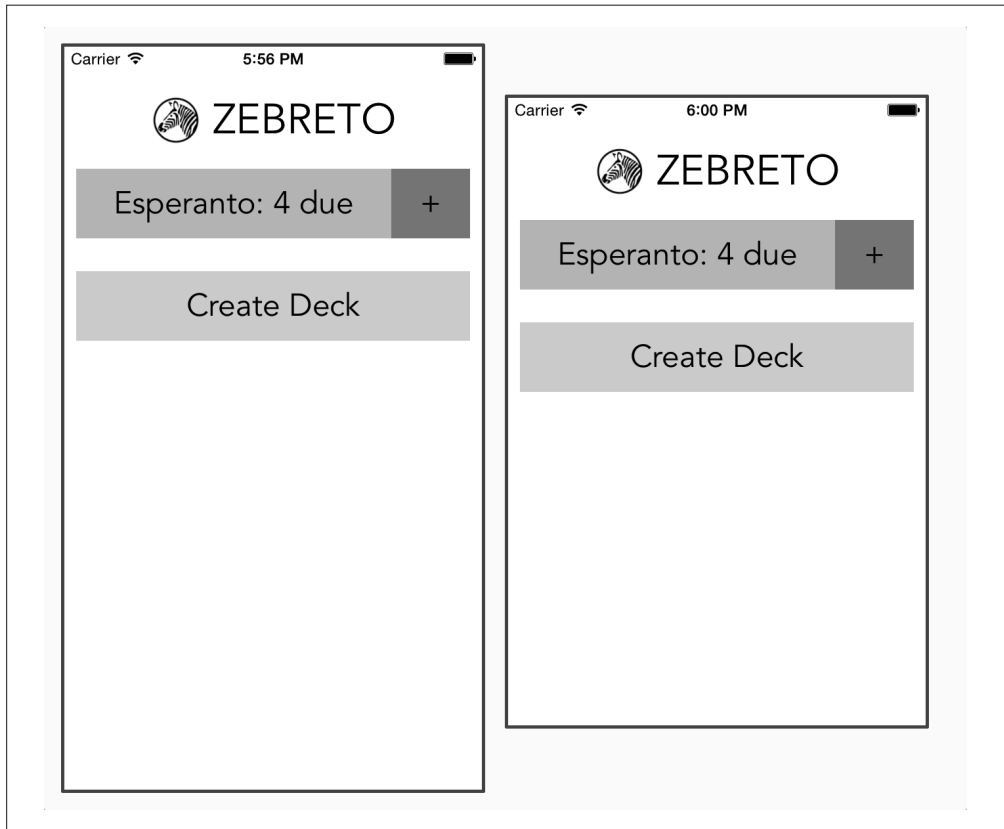 Carrier 5:56 PM
ZEBRETO
Esperanto: 4 due +
Create Deck
Carrier 6:00 PM
ZEBRETO
Esperanto: 4 due +
Create Deck